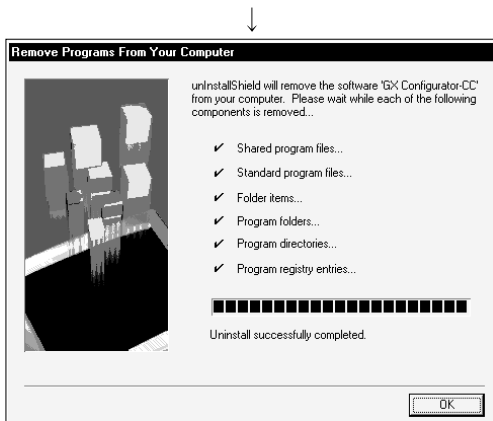 Remove Programs From Your Computer
unInstallShield will remove the software 'GX Configurator-CC'
from your computer.  Please wait while each of the following
components is removed...
✔ Shared program files...
✔ Standard program files...
✔ Folder items...
✔ Program folders...
✔ Program directories...
✔ Program registry entries...
Uninstall successfully completed.
OK